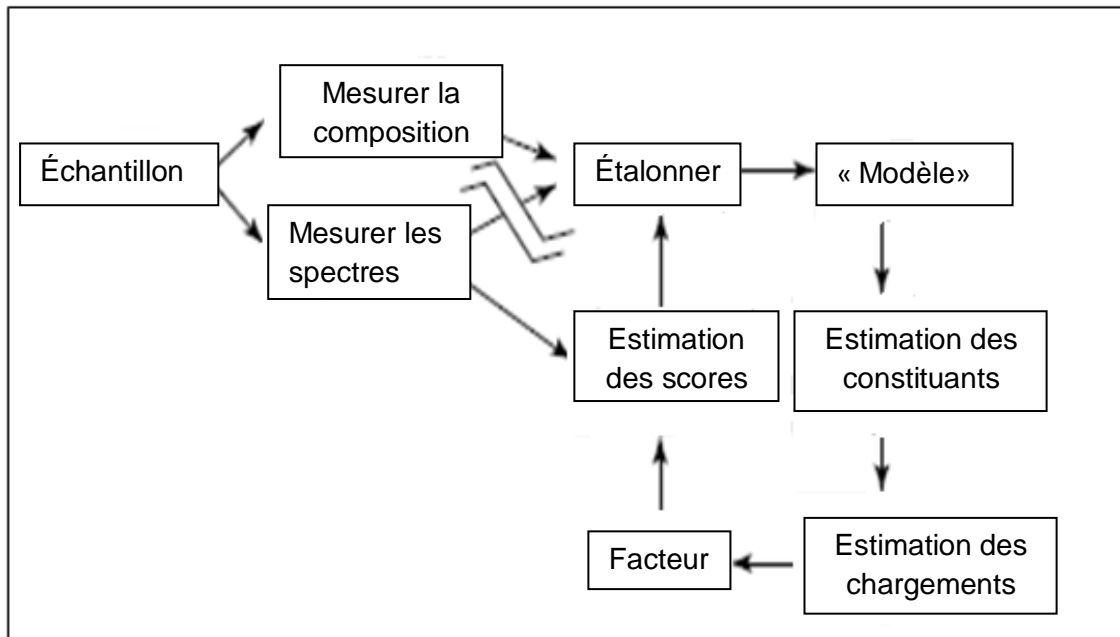 Échantillon
Mesurer la
composition
Mesurer les
spectres
Étalonner
« Modèle»
Estimation
des scores
Estimation des
constituants
Facteur
Estimation des
chargements